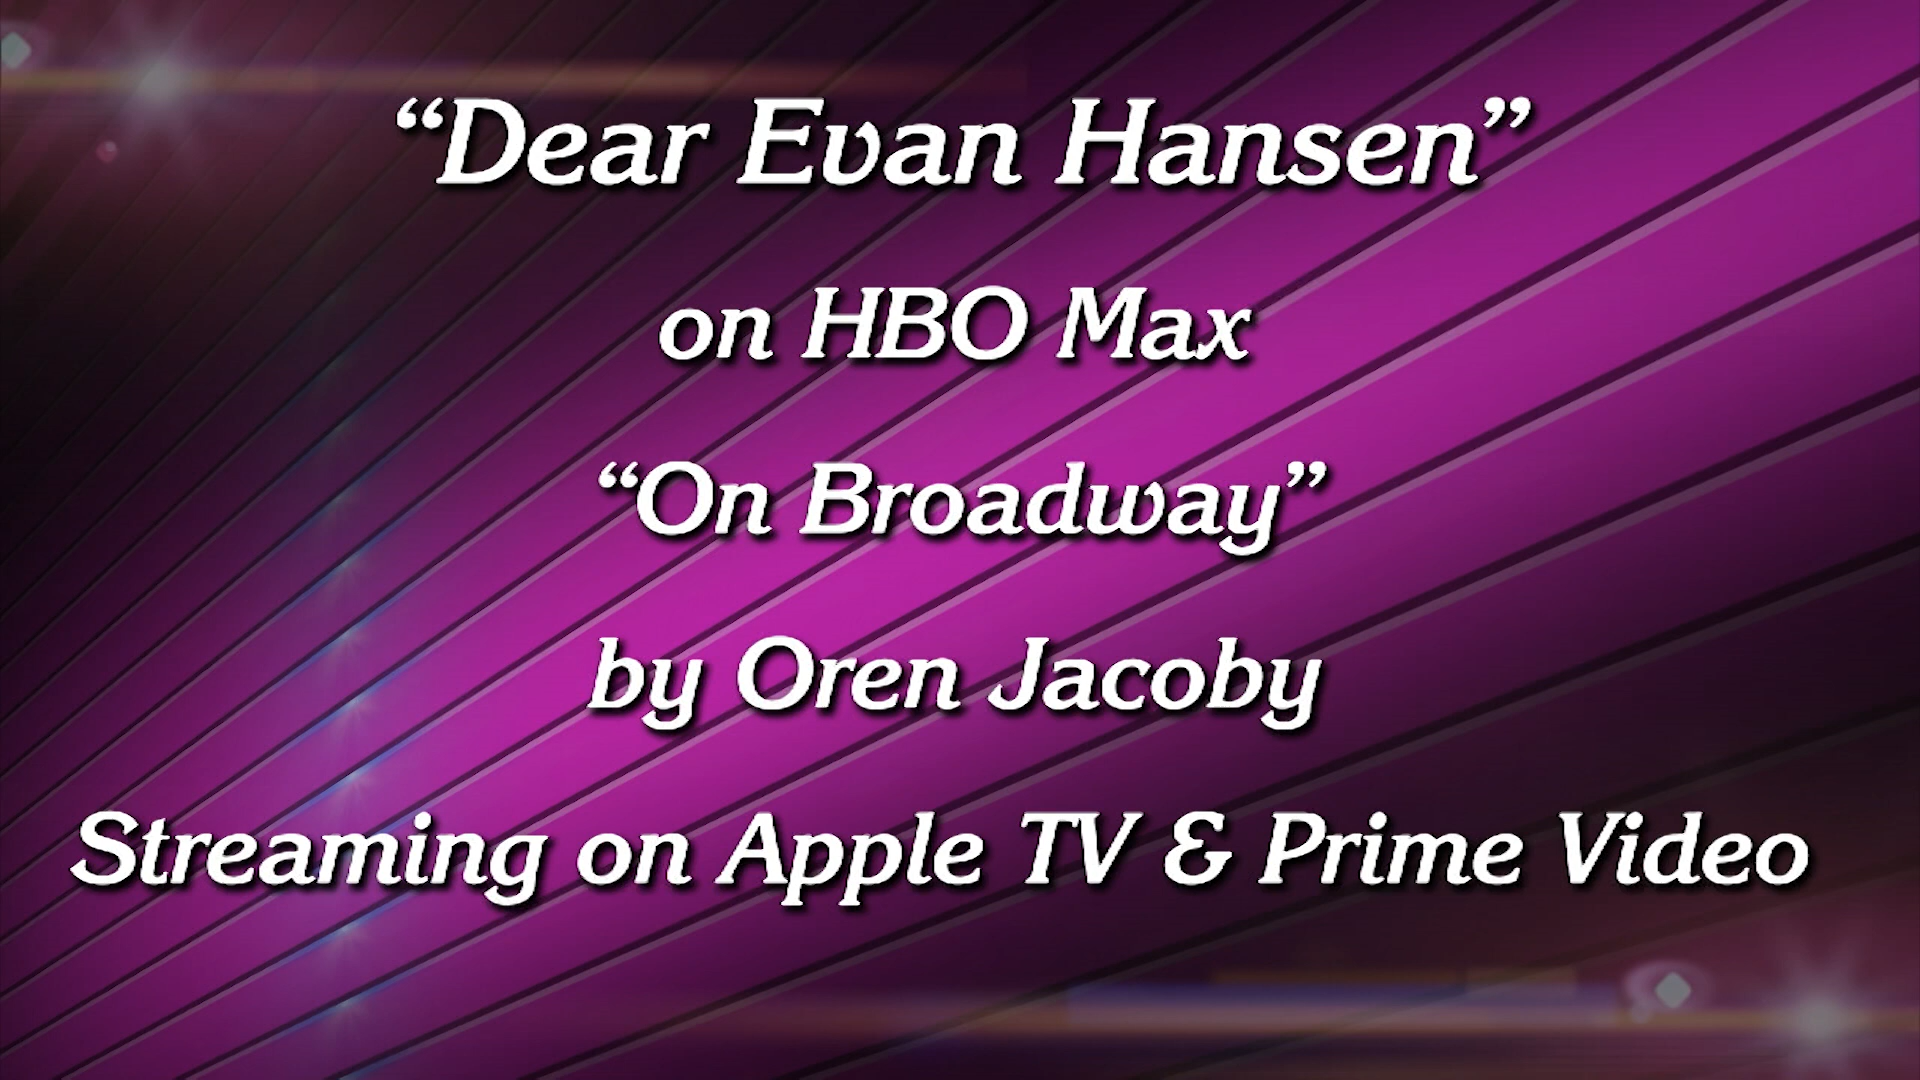 “Dear Evan Hansen”
on HBO Max
“On Broadway”
by Oren Jacoby
Streaming on Apple TV & Prime Video